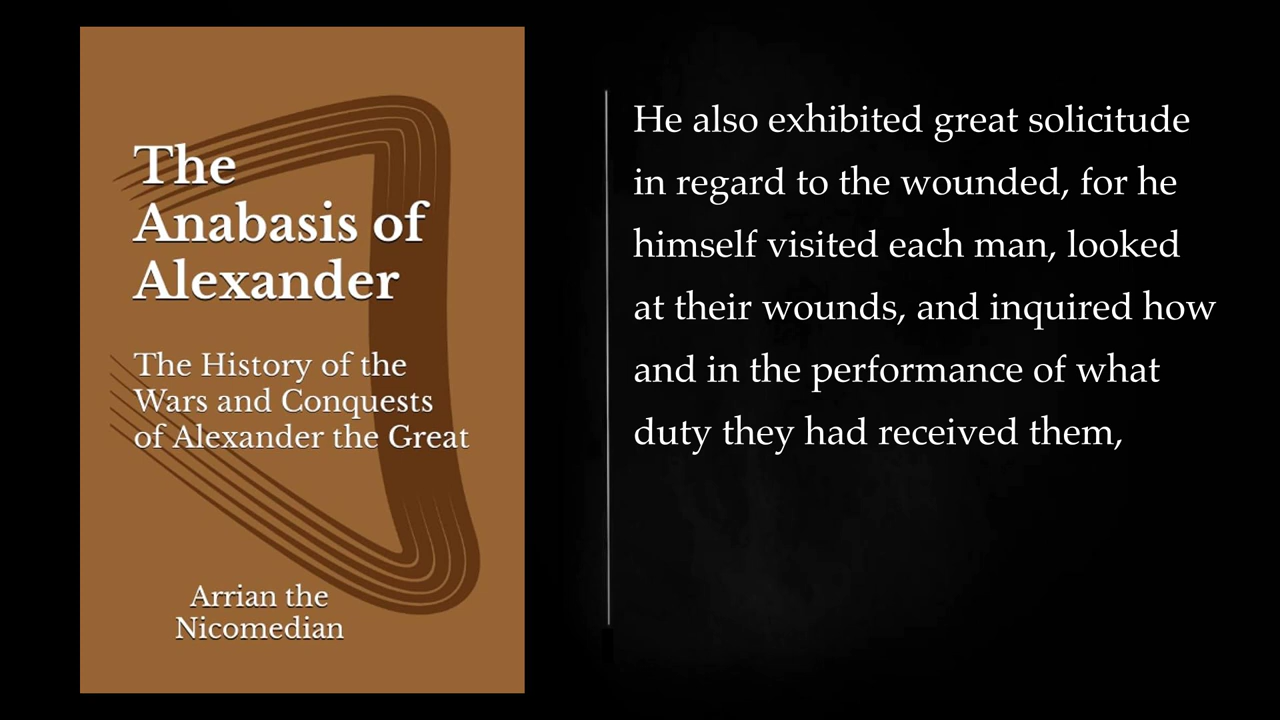 The
Anabasis of
Alexander
The History of the
Wars and Conquests
of Alexander the Great
Arrian the
Nicomedian
He also exhibited great solicitude
in regard to the wounded, for he
himself visited each man, looked
at their wounds, and inquired how
and in the performance of what
duty they had received them,